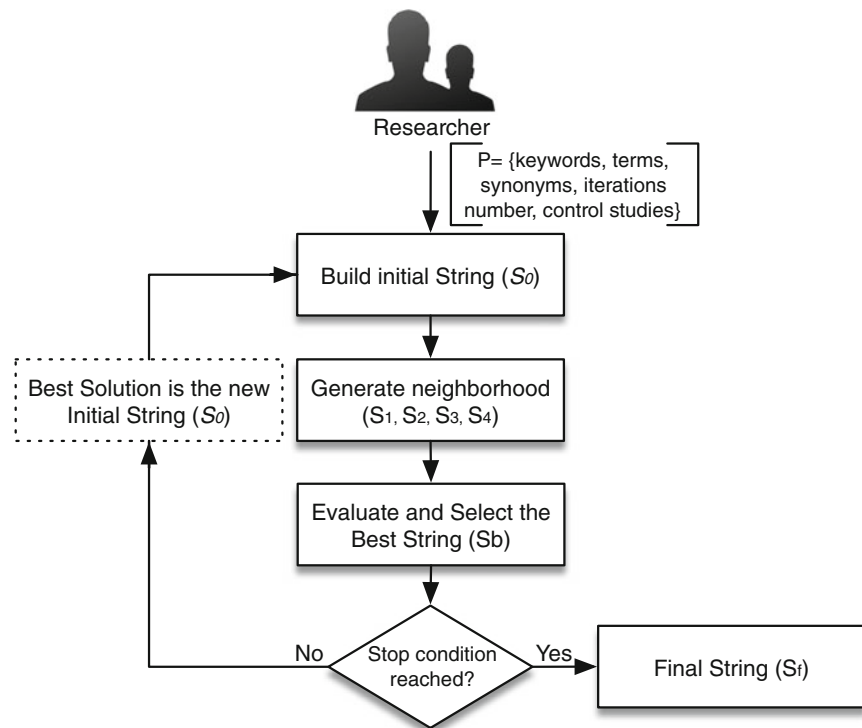 Researcher
P= {keywords, terms,
synonyms, iterations
number, control studies}
Build initial String (S0)
Best Solution is the new
Initial String (S0)
Generate neighborhood
(S1, S2, S3, S4)
Evaluate and Select the
Best String (Sb)
No
Stop condition
reached?
Yes
Final String (Sf)